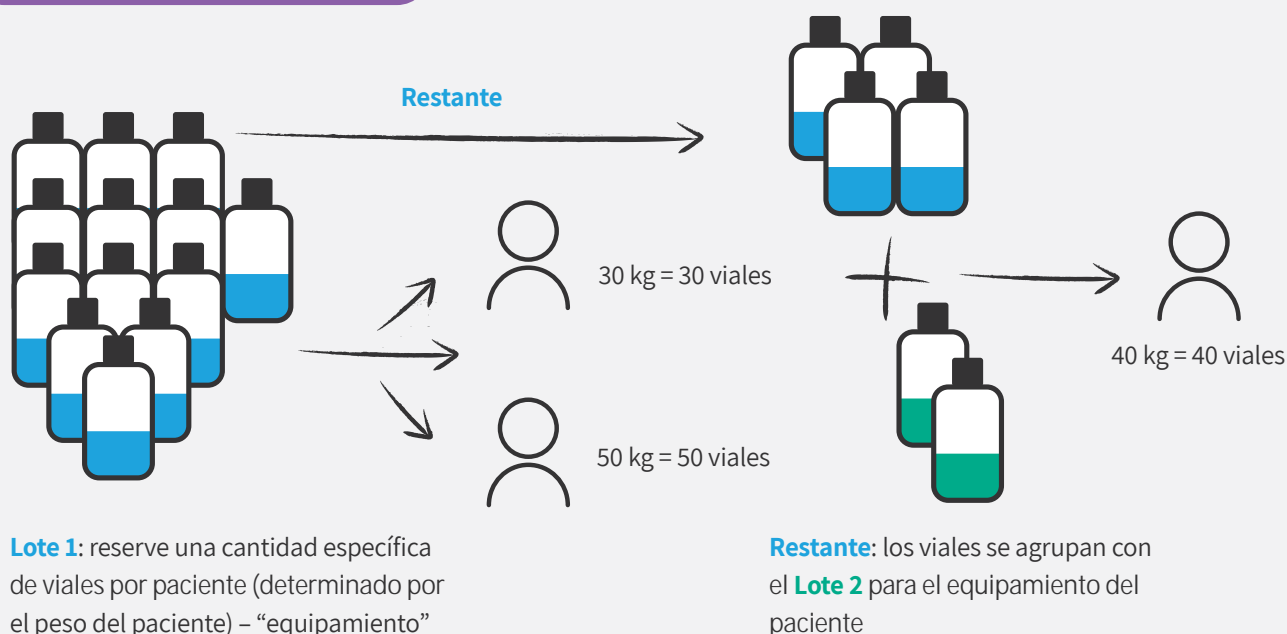 Restante
30 kg = 30 viales
50 kg = 50 viales
40 kg = 40 viales
Lote 1: reserve una cantidad específica
de viales por paciente (determinado por
el peso del paciente) – “equipamiento”
Restante: los viales se agrupan con
el Lote 2 para el equipamiento del
paciente